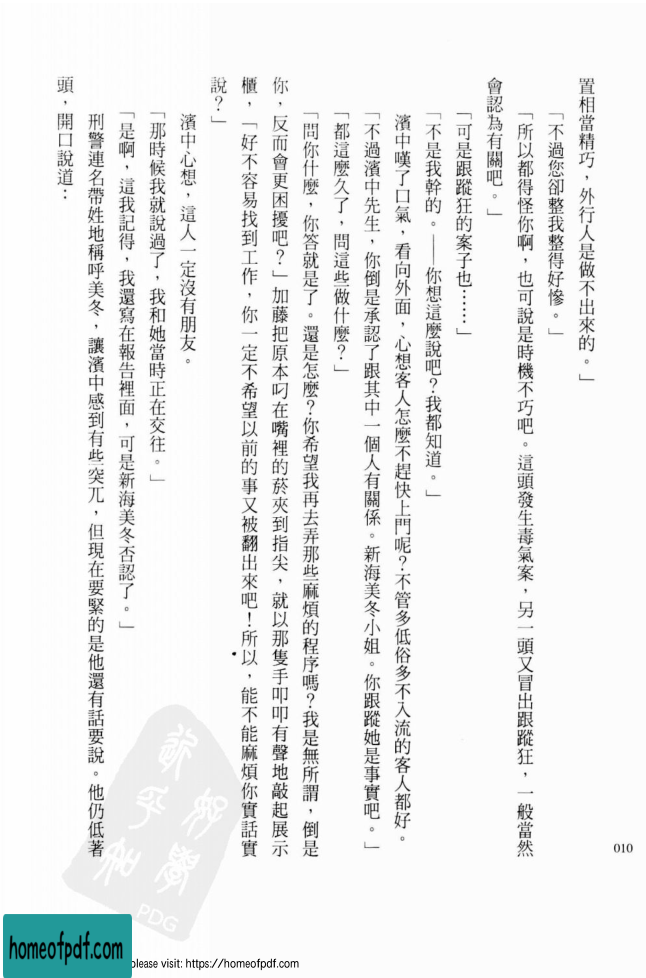 010
置相當精巧，外行人是做不出來的。」
「不過您卻整我整得好慘。」
「所以都得怪你啊，也可說是時機不巧吧。這頭發生毒氣案，另一頭又冒出跟蹤狂，一般當然
會認為有關吧。」
「可是跟蹤狂的案子也……」
「不是我幹的。——你想這麼說吧？我都知道。」
濱中嘆了口氣，看向外面，心想客人怎麼不趕快上門呢？不管多低俗多不入流的客人都好。
「不過濱中先生，你倒是承認了跟其中一個人有關係。新海美冬小姐。你跟蹤她是事實吧。」
「都這麼久了，問這些做什麼？」
「問你什麼，你答就是了。還是怎麼？你希望我再去弄那些麻煩的程序嗎？我是無所謂，倒是
你，反而會更困擾吧？」加藤把原本叼在嘴裡的菸夾到指尖，就以那隻手叩叩有聲地敲起展示
櫃，「好不容易找到工作，你一定不希望以前的事又被翻出來吧！所以，能不能麻煩你實話實
說？」
濱中心想，這人一定沒有朋友。
「那時候我就說過了，我和她當時正在交往。」
「是啊，這我記得，我還寫在報告裡面，可是新海美冬否認了。」
刑警連名帶姓地稱呼美冬，讓濱中感到有些突兀，但現在要緊的是他還有話要說。他仍低著
頭，開口說道：
PDG
homeofpdf.com
please visit: https://homeofpdf.com